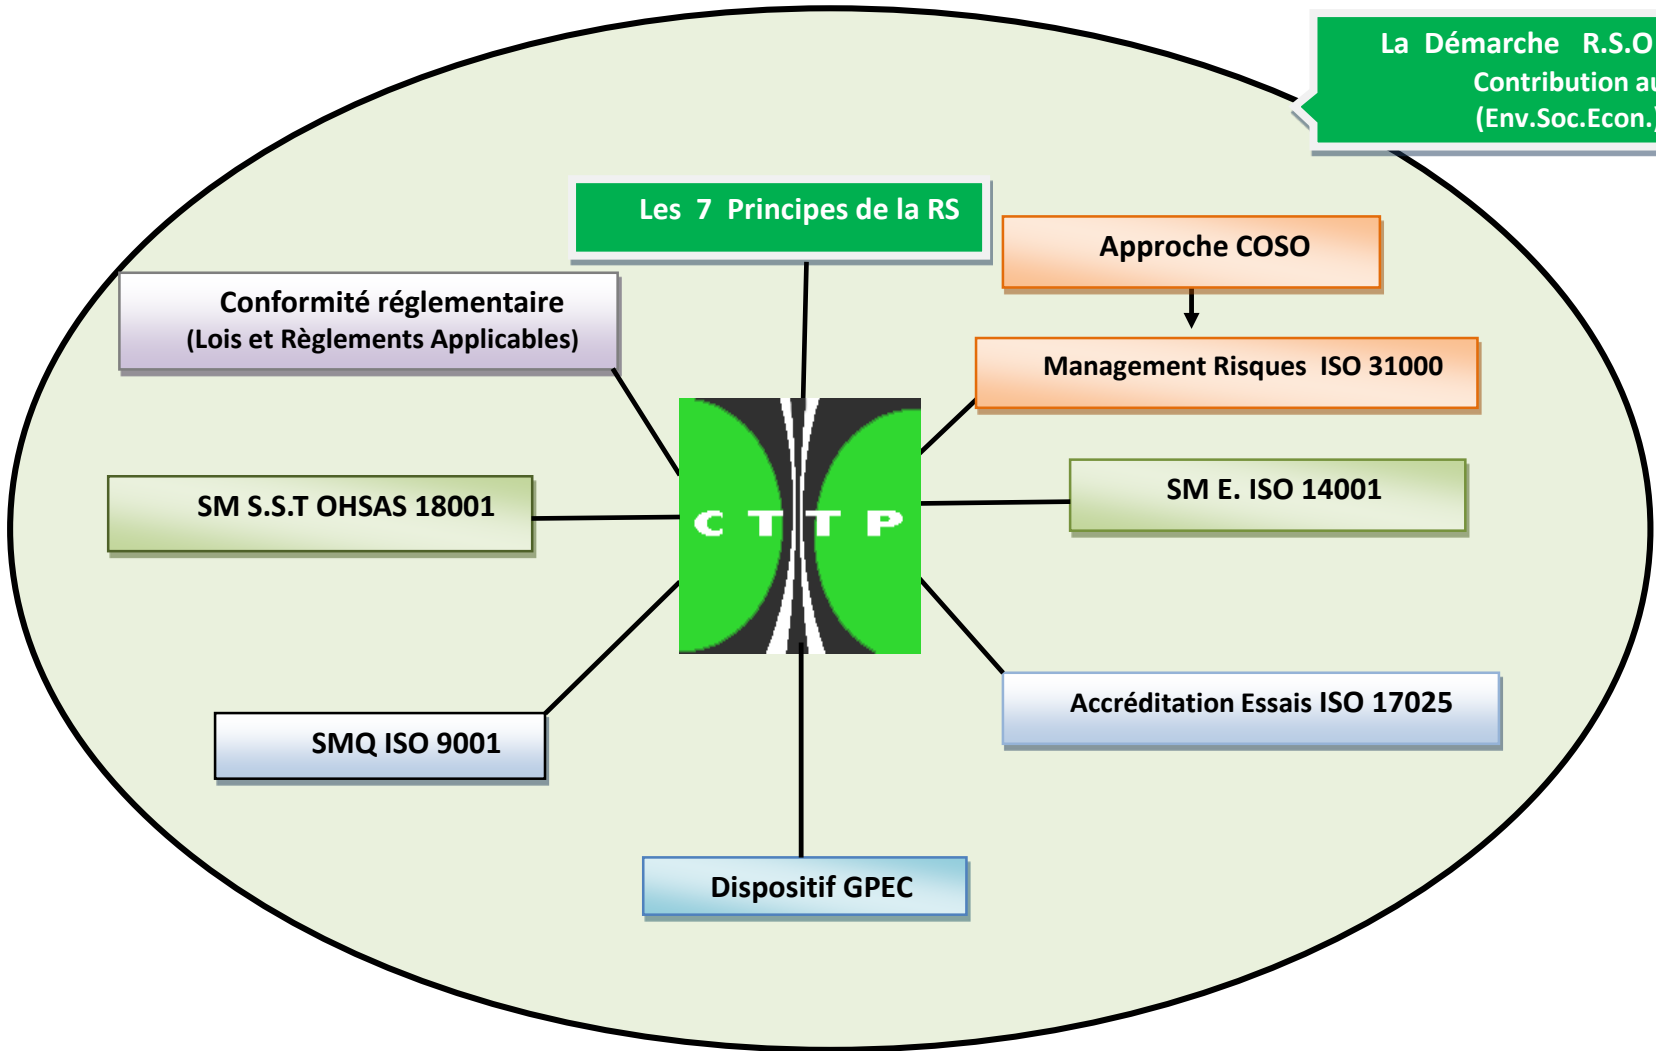 La Démarche R.S.O
Contribution au
(Env.Soc.Econ.)
Les 7 Principes de la RS
Approche COSO
Conformité réglementaire
(Lois et Règlements Applicables)
Management Risques ISO 31000
SM S.S.T OHSAS 18001
SM E. ISO 14001
C T T P
Accréditation Essais ISO 17025
SMQ ISO 9001
Dispositif GPEC